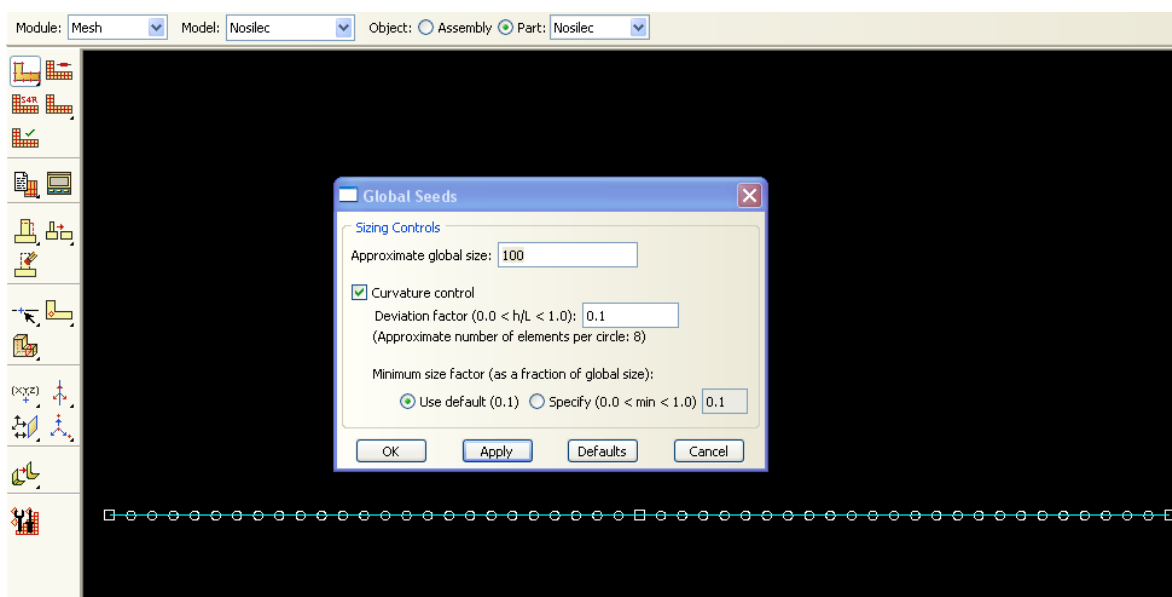 Module: Mesh Model: Nosilec Object: Assembly Part: Nosilec
S4R
Global Seeds
Sizing Controls
Approximate global size: 100
Curvature control
Deviation factor (0.0 < h/L < 1.0): 0.1
(Approximate number of elements per circle: 8)
Minimum size factor (as a fraction of global size):
Use default (0.1) Specify (0.0 < min < 1.0) 0.1
OK Apply Defaults Cancel
(XYZ)